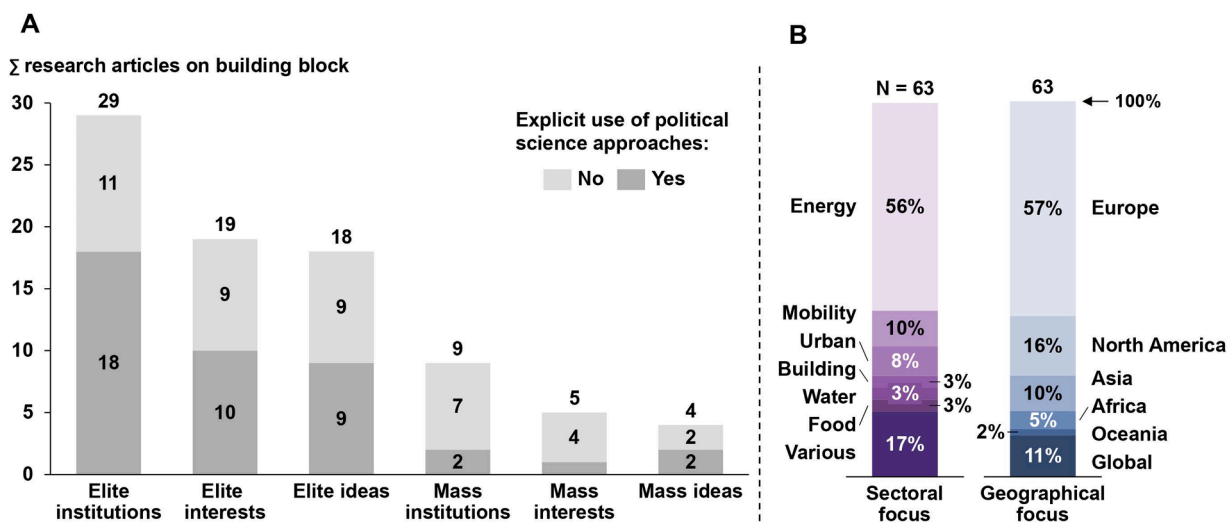 A
∑ research articles on building block
30
25
20
15
10
5
0
29
11
18
19
9
10
18
9
9
9
7
2
5
4
4
2
2
Explicit use of political
science approaches:
No Yes
Elite
institutions
Elite
interests
Elite ideas
Mass
institutions
Mass
interests
Mass ideas
B
N = 63 63
100%
Energy 56% 57% Europe
Mobility 10% 16% North America
Urban 8% 10% Asia
Building 3% 5% Africa
Water 3% 2% Oceania
Food 3%
Various 17% 11% Global
Sectoral
focus
Geographical
focus